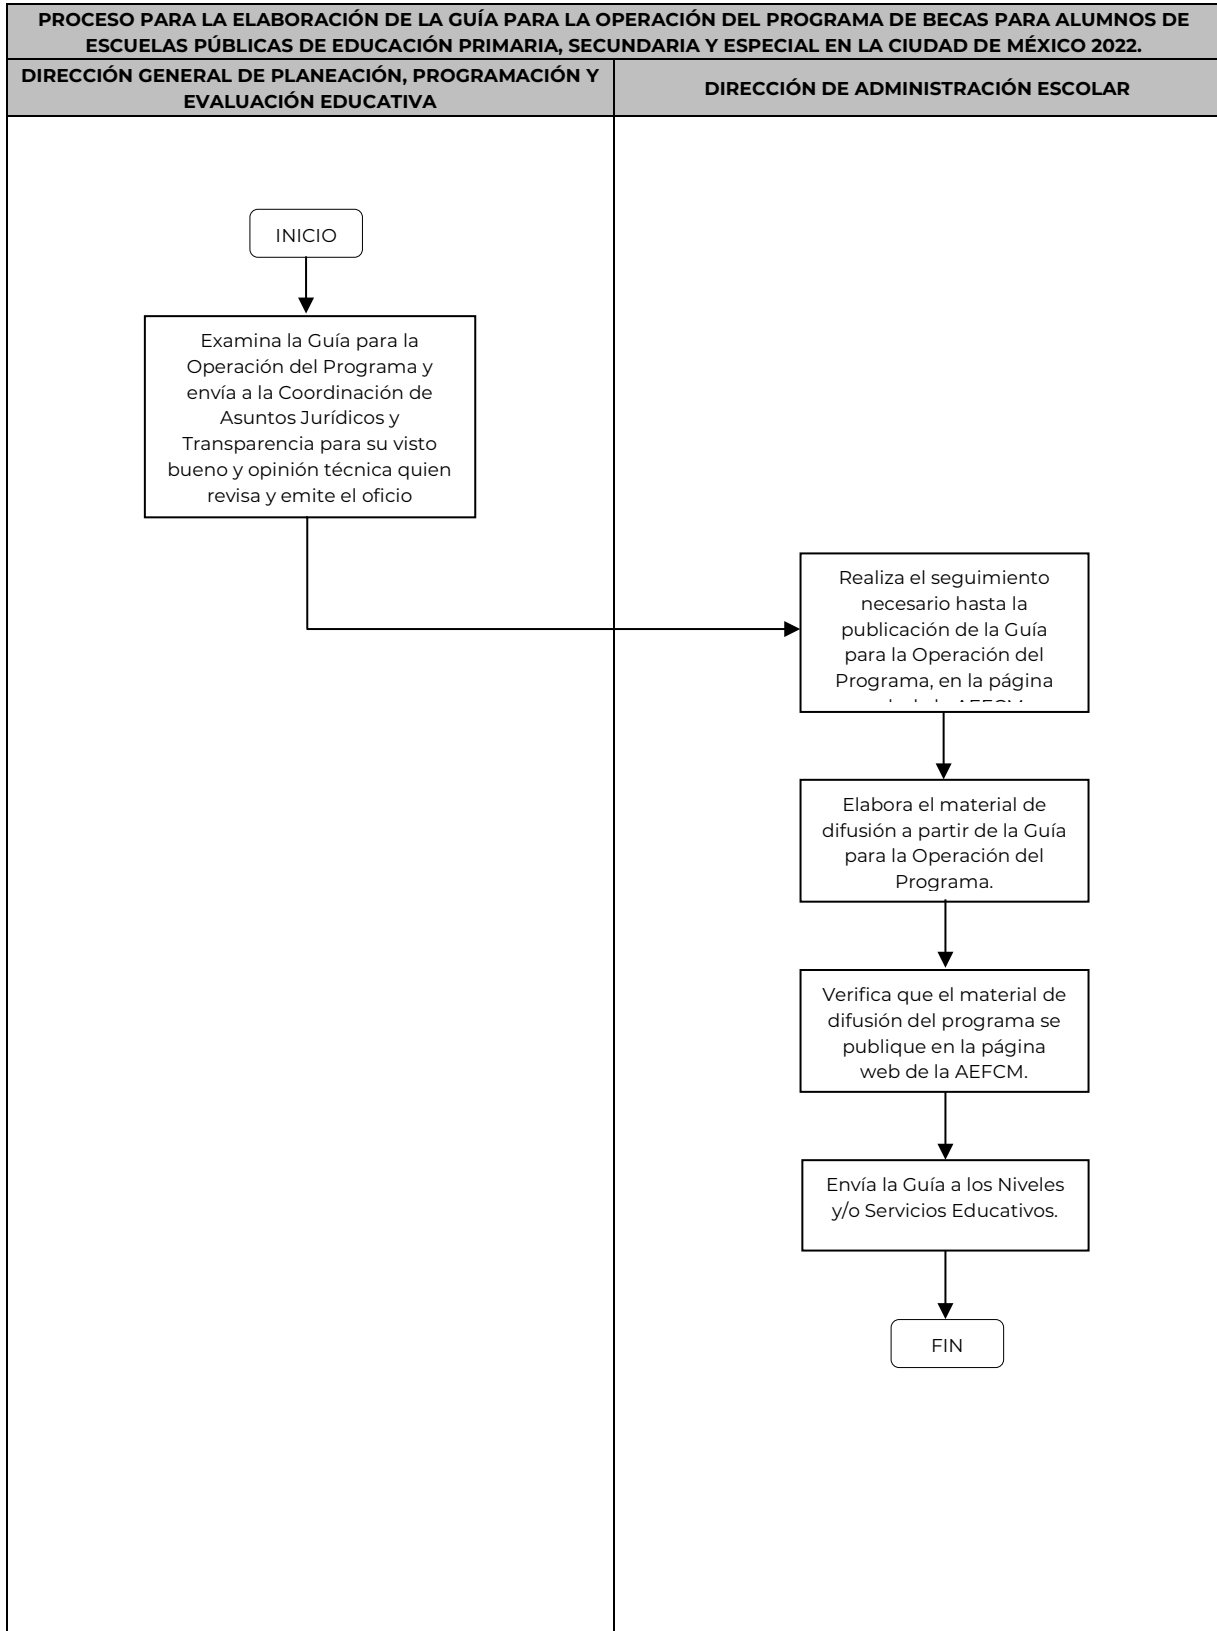 PROCESO PARA LA ELABORACIÓN DE LA GUÍA PARA LA OPERACIÓN DEL PROGRAMA DE BECAS PARA ALUMNOS DE
ESCUELAS PÚBLICAS DE EDUCACIÓN PRIMARIA, SECUNDARIA Y ESPECIAL EN LA CIUDAD DE MÉXICO 2022.
DIRECCIÓN GENERAL DE PLANEACIÓN, PROGRAMACIÓN Y
EVALUACIÓN EDUCATIVA
DIRECCIÓN DE ADMINISTRACIÓN ESCOLAR
INICIO
Examina la Guía para la
Operación del Programa y
envía a la Coordinación de
Asuntos Jurídicos y
Transparencia para su visto
bueno y opinión técnica quien
revisa y emite el oficio
Realiza el seguimiento
necesario hasta la
publicación de la Guía
para la Operación del
Programa, en la página
Elabora el material de
difusión a partir de la Guía
para la Operación del
Programa.
Verifica que el material de
difusión del programa se
publique en la página
web de la AEFCM.
Envía la Guía a los Niveles
y/o Servicios Educativos.
FIN